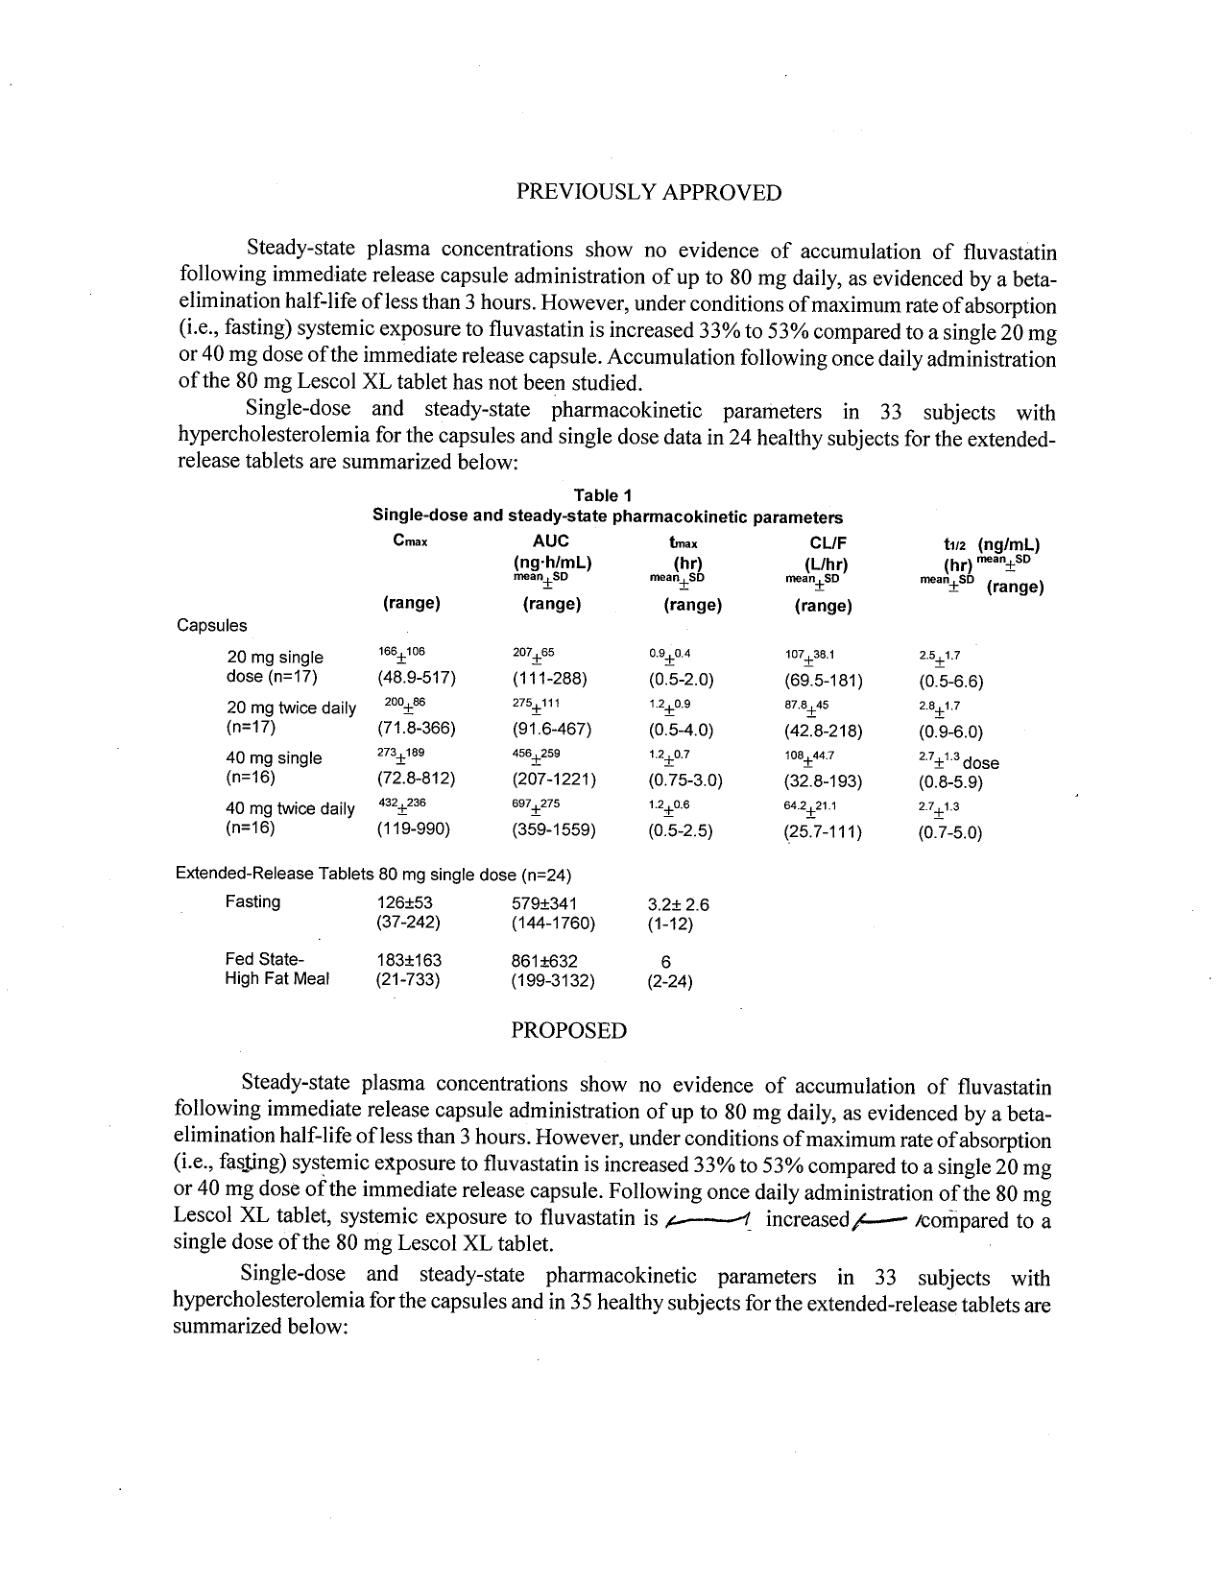 PREVIOUSLY APPROVED
Steady-state plasma concentrations show no evidence of accumulation of fluvastatin
following immediate release capsule administration of up to 80 mg daily, as evidenced by a beta-
elimination half-life of less than 3 hours. However, under conditions of maximum rate of absorption
(i.e., fasting) systemic exposure to fluvastatin is increased 33% to 53% compared to a single 20 mg
or 40 mg dose of the immediate release capsule. Accumulation following once daily administration
of the 80 mg Lescol XL tablet has not been studied.
Single-dose and steady-state pharmacokinetic parameters in 33 subjects with
hypercholesterolemia for the capsules and single dose data in 24 healthy subjects for the extended-
release tablets are summarized below:
Table 1
Single-dose and steady-state pharmacokinetic parameters
Cmax AUC tmax CL/F t1/2 (ng/mL)
(ng·h/mL) (hr) (L/hr) (hr) mean±SD
mean±SD mean±SD mean±SD mean±SD (range)
(range) (range) (range) (range)
Capsules
20 mg single 166±106 207±65 0.9±0.4 107±38.1 2.5±1.7
dose (n=17) (48.9-517) (111-288) (0.5-2.0) (69.5-181) (0.5-6.6)
20 mg twice daily 200±86 275±111 1.2±0.9 87.8±45 2.8±1.7
(n=17) (71.8-366) (91.6-467) (0.5-4.0) (42.8-218) (0.9-6.0)
40 mg single 273±189 456±259 1.2±0.7 108±44.7 2.7±1.3 dose
(n=16) (72.8-812) (207-1221) (0.75-3.0) (32.8-193) (0.8-5.9)
40 mg twice daily 432±236 697±275 1.2±0.6 64.2±21.1 2.7±1.3
(n=16) (119-990) (359-1559) (0.5-2.5) (25.7-111) (0.7-5.0)
Extended-Release Tablets 80 mg single dose (n=24)
Fasting 126±53 579±341 3.2± 2.6
(37-242) (144-1760) (1-12)
Fed State- 183±163 861±632 6
High Fat Meal (21-733) (199-3132) (2-24)
PROPOSED
Steady-state plasma concentrations show no evidence of accumulation of fluvastatin
following immediate release capsule administration of up to 80 mg daily, as evidenced by a beta-
elimination half-life of less than 3 hours. However, under conditions of maximum rate of absorption
(i.e., fasting) systemic exposure to fluvastatin is increased 33% to 53% compared to a single 20 mg
or 40 mg dose of the immediate release capsule. Following once daily administration of the 80 mg
Lescol XL tablet, systemic exposure to fluvastatin is increased compared to a
single dose of the 80 mg Lescol XL tablet.
Single-dose and steady-state pharmacokinetic parameters in 33 subjects with
hypercholesterolemia for the capsules and in 35 healthy subjects for the extended-release tablets are
summarized below: